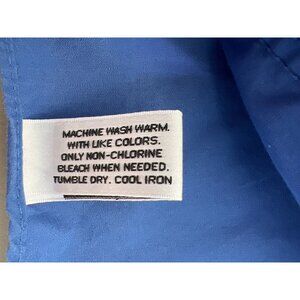 MACHINE WASH WARM.
WITH LIKE COLORS.
ONLY NON-CHLORINE
BLEACH WHEN NEEDED.
TUMBLE DRY. COOL IRON